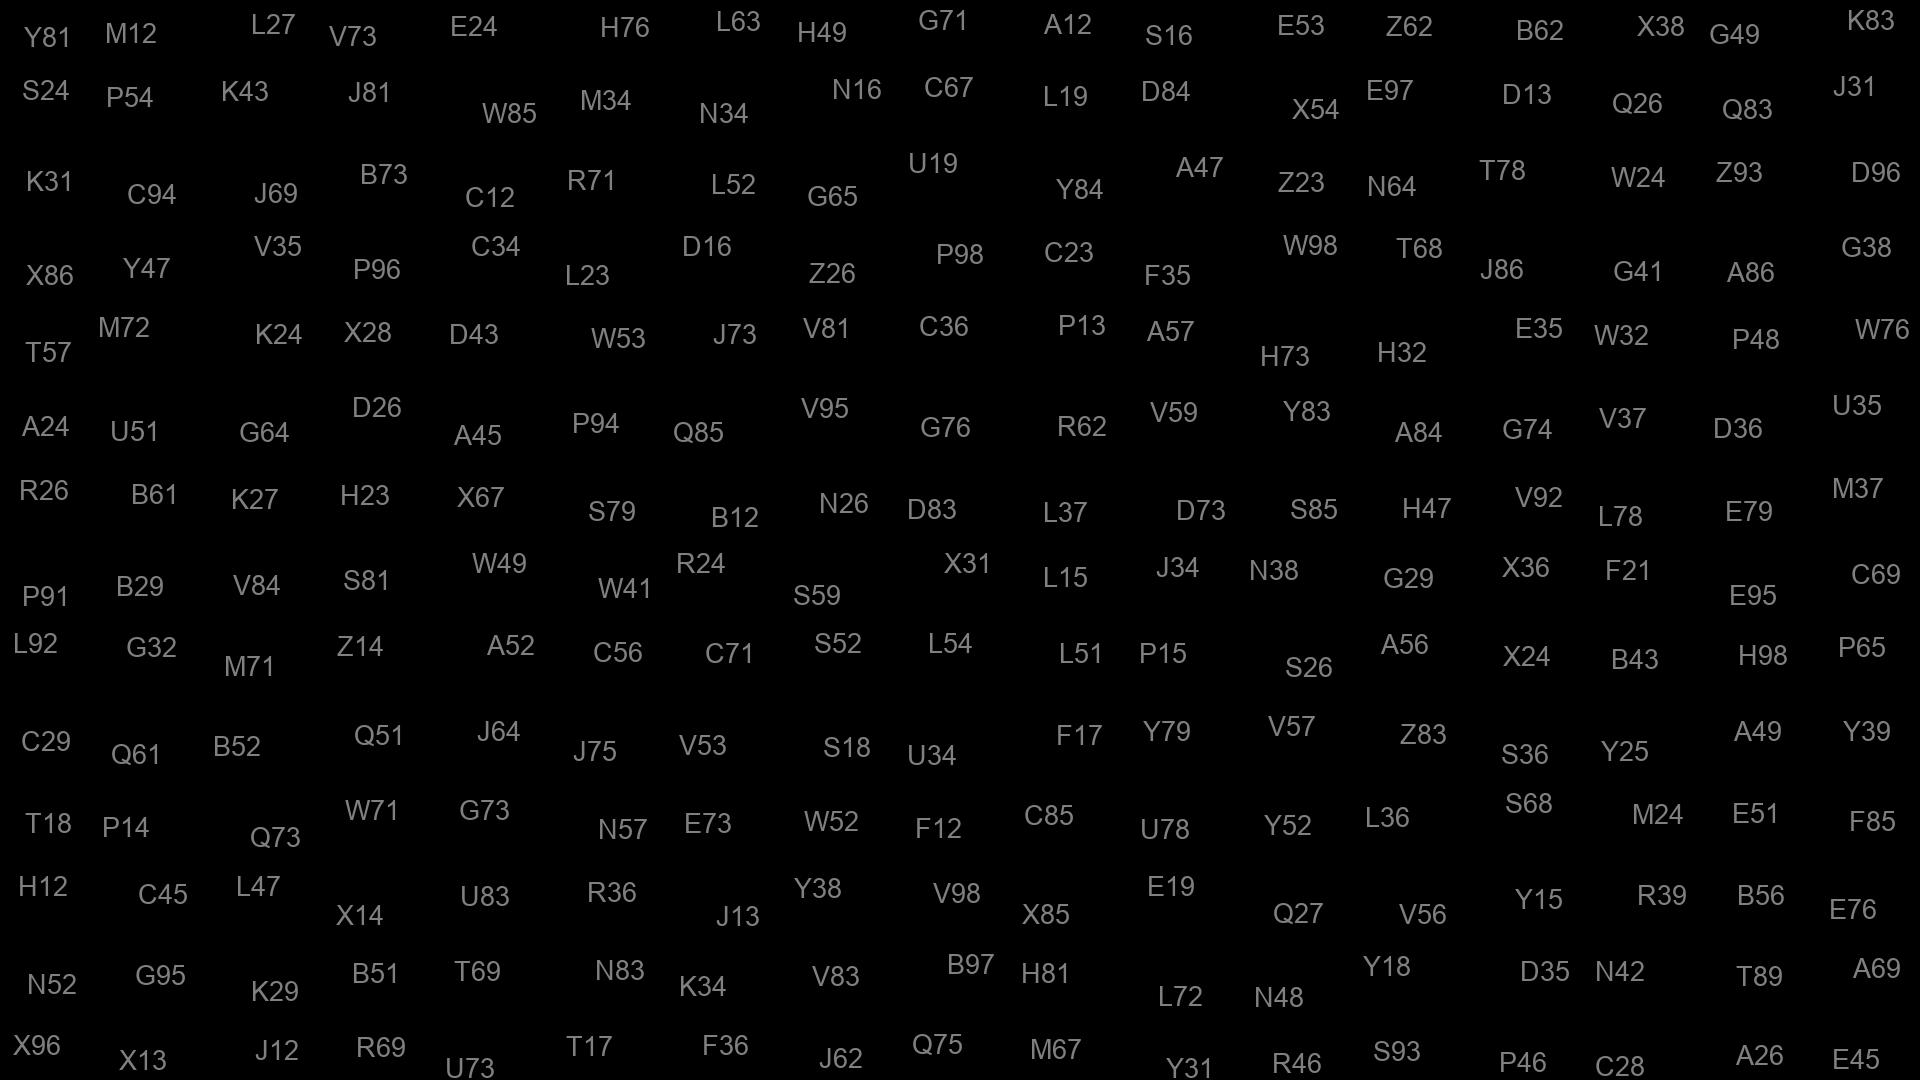 Y81 M12 L27 V73 E24 H76 L63 H49 G71 A12 S16 E53 Z62 B62 X38 G49 K83
S24 P54 K43 J81 W85 M34 N34 N16 C67 L19 D84 X54 E97 D13 Q26 Q83 J31
K31 C94 J69 B73 C12 R71 L52 G65 U19 Y84 A47 Z23 N64 T78 W24 Z93 D96
X86 Y47 V35 P96 C34 L23 D16 Z26 P98 C23 F35 W98 T68 J86 G41 A86 G38
T57 M72 K24 X28 D43 W53 J73 V81 C36 P13 A57 H73 H32 E35 W32 P48 W76
A24 U51 G64 D26 A45 P94 Q85 V95 G76 R62 V59 Y83 A84 G74 V37 D36 U35
R26 B61 K27 H23 X67 S79 B12 N26 D83 L37 D73 S85 H47 V92 L78 E79 M37
P91 B29 V84 S81 W49 W41 R24 S59 X31 L15 J34 N38 G29 X36 F21 E95 C69
L92 G32 M71 Z14 A52 C56 C71 S52 L54 L51 P15 S26 A56 X24 B43 H98 P65
C29 Q61 B52 Q51 J64 J75 V53 S18 U34 F17 Y79 V57 Z83 S36 Y25 A49 Y39
T18 P14 Q73 W71 G73 N57 E73 W52 F12 C85 U78 Y52 L36 S68 M24 E51 F85
H12 C45 L47 X14 U83 R36 J13 Y38 V98 X85 E19 Q27 V56 Y15 R39 B56 E76
N52 G95 K29 B51 T69 N83 K34 V83 B97 H81 L72 N48 Y18 D35 N42 T89 A69
X96 X13 J12 R69 U73 T17 F36 J62 Q75 M67 Y31 R46 S93 P46 C28 A26 E45